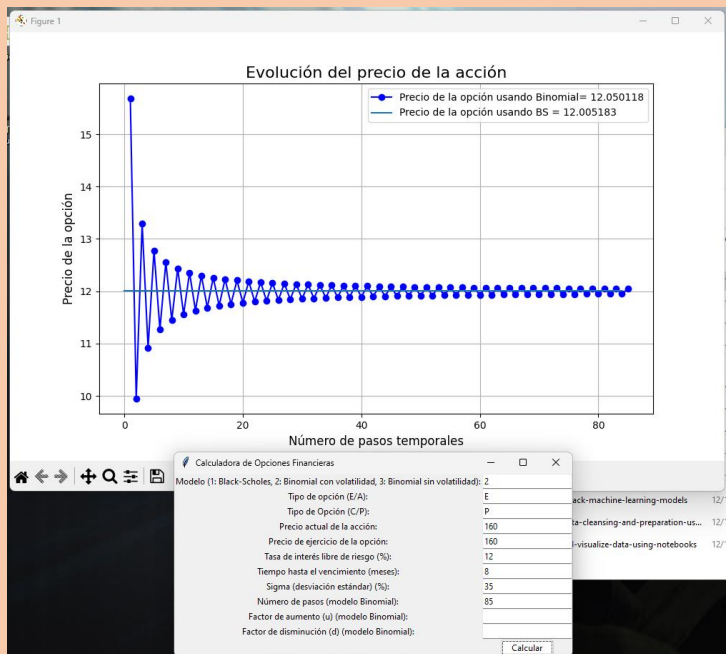 Figure 1
Evolución del precio de la acción
Precio de la opción usando Binomial= 12.050118
Precio de la opción usando BS = 12.005183
Precio de la opción
15
14
13
12
11
10
0 20 40 60 80
Número de pasos temporales
Calculadora de Opciones Financieras
Modelo (1: Black-Scholes, 2: Binomial con volatilidad, 3: Binomial sin volatilidad): 2
Tipo de opción (E/A): E
Tipo de Opción (C/P): P
Precio actual de la acción: 160
Precio de ejercicio de la opción: 160
Tasa de interés libre de riesgo (%): 12
Tiempo hasta el vencimiento (meses): 8
Sigma (desviación estándar) (%): 35
Número de pasos (modelo Binomial): 85
Factor de aumento (u) (modelo Binomial):
Factor de disminución (d) (modelo Binomial):
Calcular
ack-machine-learning-models 12/
ta-cleansing-and-preparation-us... 12/
-visualize-data-using-notebooks 12/